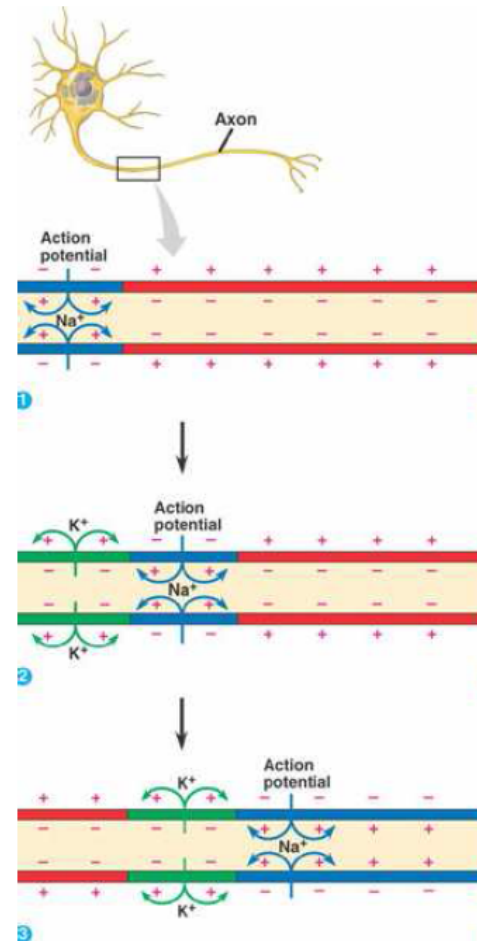 Axon
Action
potential
− − + + + + + +
+ + − − − − − −
Na⁺
+ + − − − − − −
− − + + + + + +
1
Action
K⁺ potential
+ + − − + + + +
− − + + − − − −
Na⁺
− − + + − − − −
+ + − − + + + +
K⁺
2
Action
K⁺ potential
+ + + + − − − −
− − − − + + + +
Na⁺
− − − − + + + +
+ + + + − − − −
K⁺
3